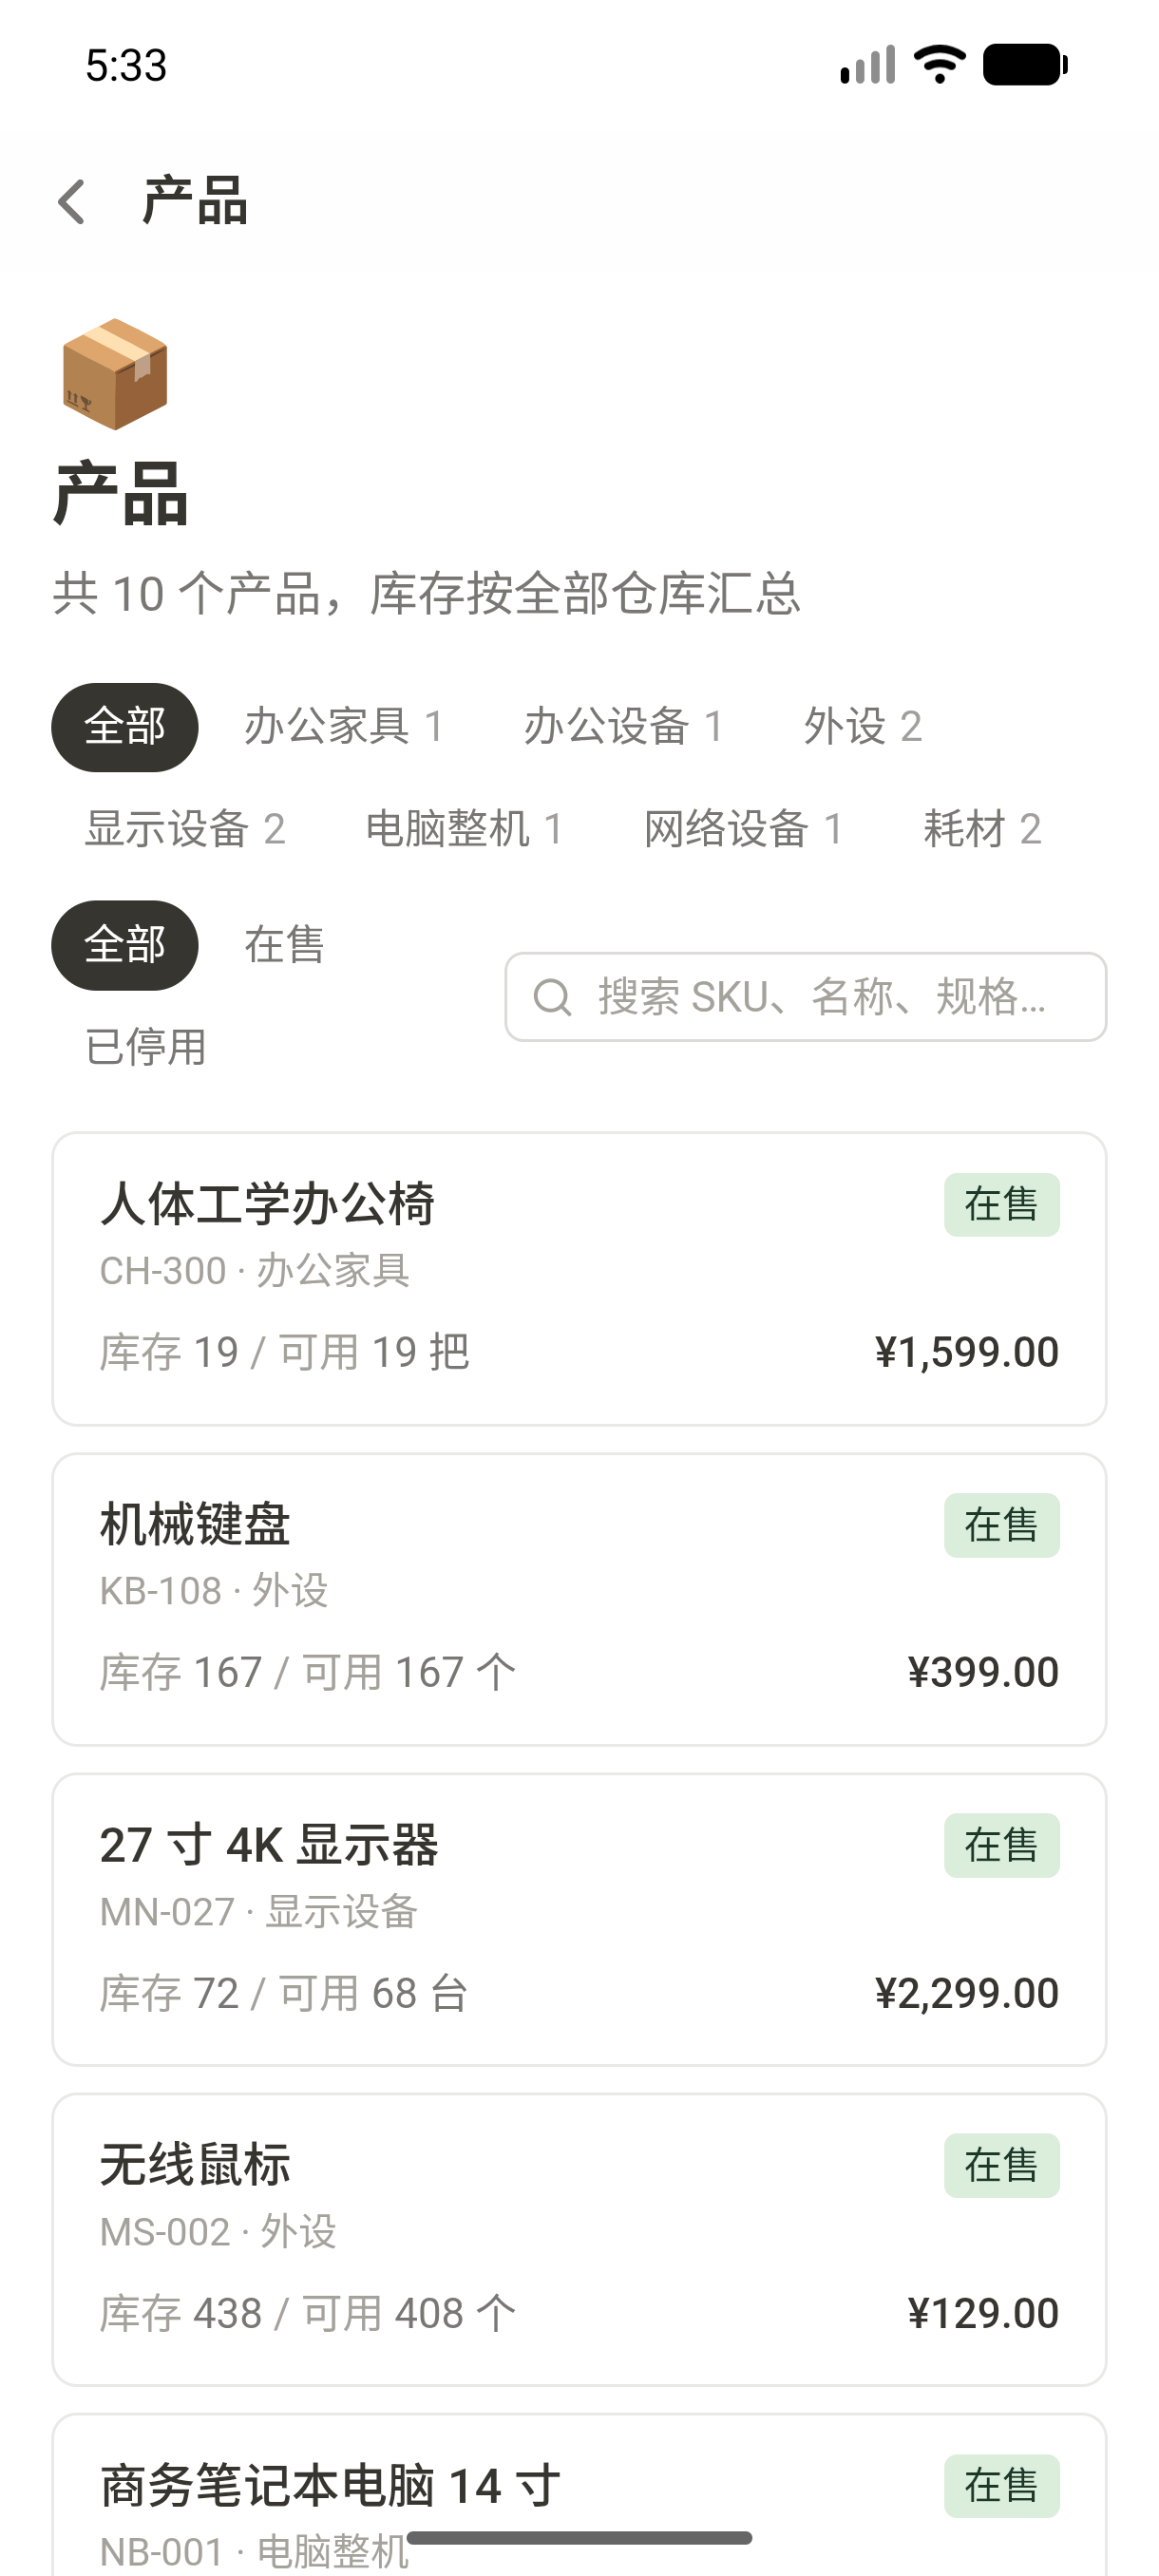 5:33
产品
产品
共 10 个产品，库存按全部仓库汇总
全部 办公家具 1 办公设备 1 外设 2
显示设备 2 电脑整机 1 网络设备 1 耗材 2
全部 在售
已停用
搜索 SKU、名称、规格…
人体工学办公椅 在售
CH-300 · 办公家具
库存 19 / 可用 19 把 ¥1,599.00
机械键盘 在售
KB-108 · 外设
库存 167 / 可用 167 个 ¥399.00
27 寸 4K 显示器 在售
MN-027 · 显示设备
库存 72 / 可用 68 台 ¥2,299.00
无线鼠标 在售
MS-002 · 外设
库存 438 / 可用 408 个 ¥129.00
商务笔记本电脑 14 寸 在售
NB-001 · 电脑整机